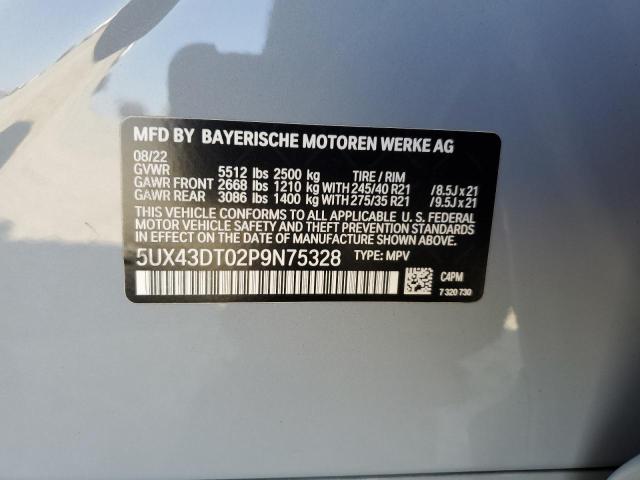 MFD BY BAYERISCHE MOTOREN WERKE AG
08/22
GVWR 5512 lbs 2500 kg TIRE / RIM
GAWR FRONT 2668 lbs 1210 kg WITH 245/40 R21 /8.5J x 21
GAWR REAR 3086 lbs 1400 kg WITH 275/35 R21 /9.5J x 21
THIS VEHICLE CONFORMS TO ALL APPLICABLE U. S. FEDERAL
MOTOR VEHICLE SAFETY AND THEFT PREVENTION STANDARDS
IN EFFECT ON THE DATE OF MANUFACTURE SHOWN ABOVE.
5UX43DT02P9N75328 TYPE: MPV
C4PM
7 320 730